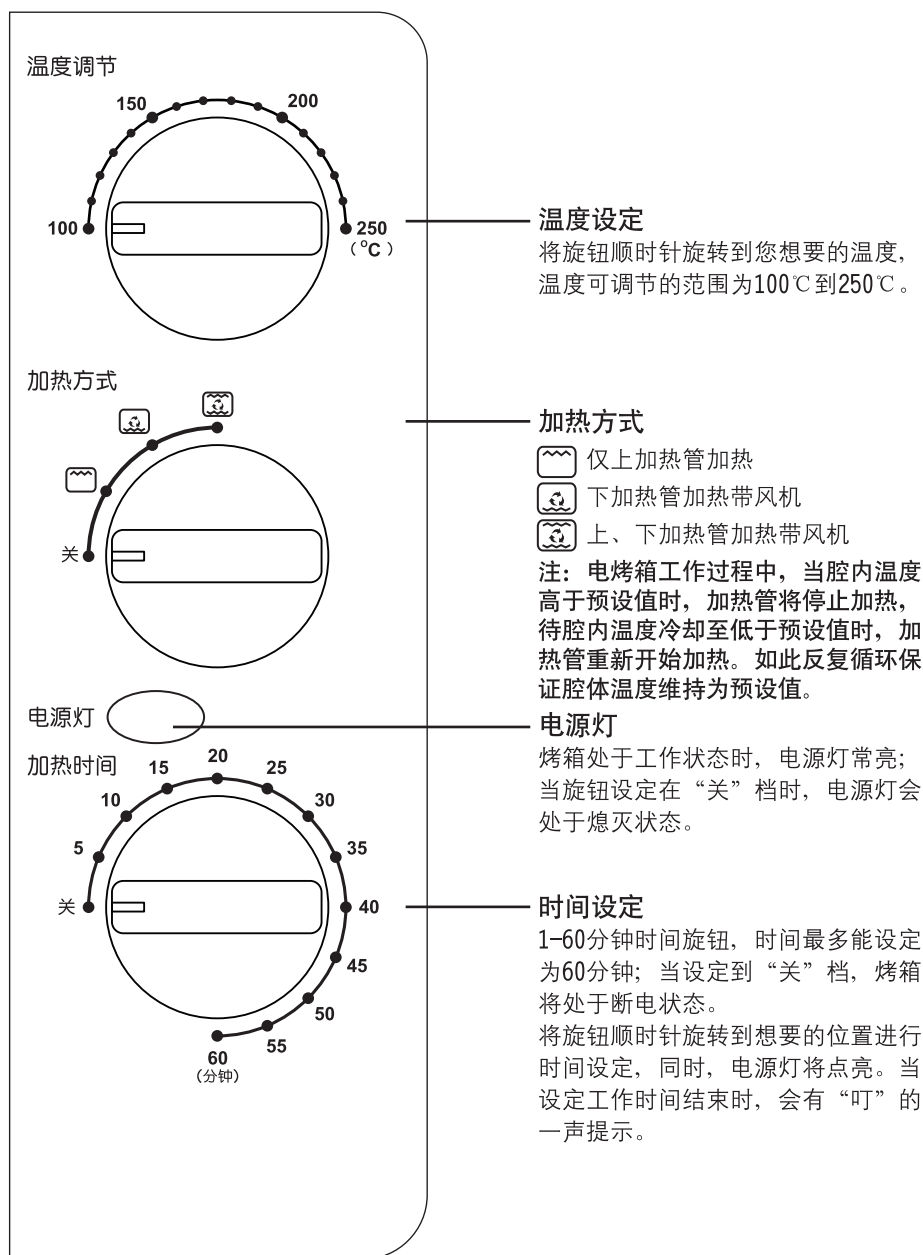 温度调节
150
200
100
250
(℃)
温度设定
将旋钮顺时针旋转到您想要的温度，
温度可调节的范围为100℃到250℃。
加热方式
关
加热方式
仅上加热管加热
下加热管加热带风机
上、下加热管加热带风机
注：电烤箱工作过程中，当腔内温度
高于预设值时，加热管将停止加热，
待腔内温度冷却至低于预设值时，加
热管重新开始加热。如此反复循环保
证腔体温度维持为预设值。
电源灯
电源灯
烤箱处于工作状态时，电源灯常亮；
当旋钮设定在“关”档时，电源灯会
处于熄灭状态。
加热时间
关
5
10
15
20
25
30
35
40
45
50
55
60
(分钟)
时间设定
1-60分钟时间旋钮，时间最多能设定
为60分钟；当设定到“关”档，烤箱
将处于断电状态。
将旋钮顺时针旋转到想要的位置进行
时间设定，同时，电源灯将点亮。当
设定工作时间结束时，会有“叮”的
一声提示。